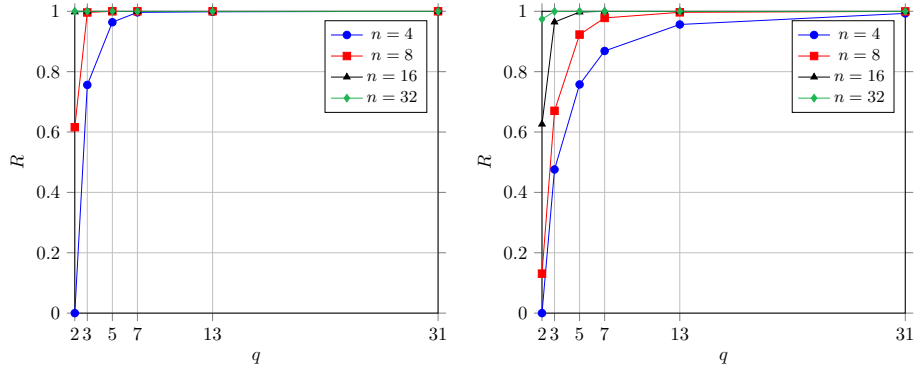 1
0.8
0.6
0.4
0.2
0
R
2 3 5 7 13 31
q
n = 4
n = 8
n = 16
n = 32
1
0.8
0.6
0.4
0.2
0
R
2 3 5 7 13 31
q
n = 4
n = 8
n = 16
n = 32